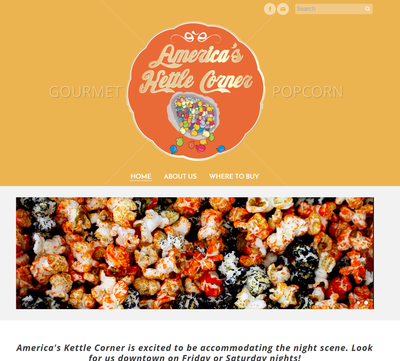 Search
America's
Kettle Corner
GOURMET POPCORN
HOME ABOUT US WHERE TO BUY
America's Kettle Corner is excited to be accommodating the night scene. Look
for us downtown on Friday or Saturday nights!